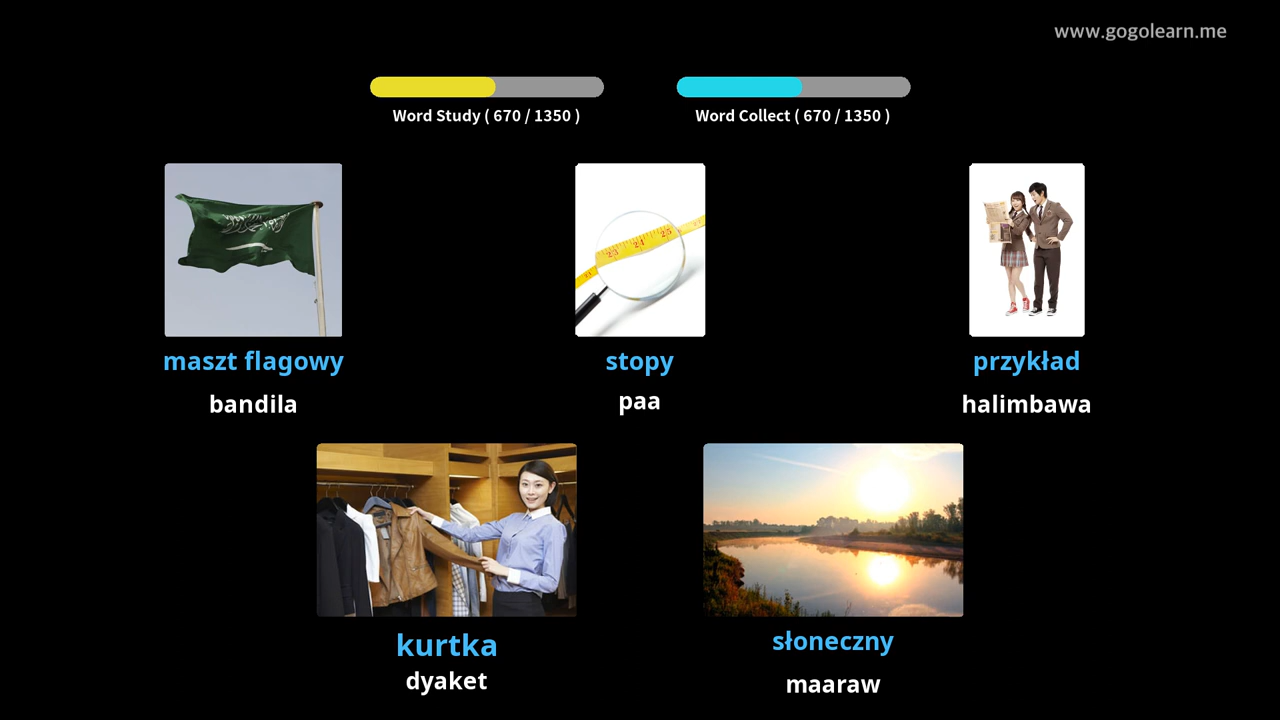 www.gogolearn.me
Word Study ( 670 / 1350 )
Word Collect ( 670 / 1350 )
maszt flagowy
bandila
stopy
paa
przykład
halimbawa
kurtka
dyaket
słoneczny
maaraw